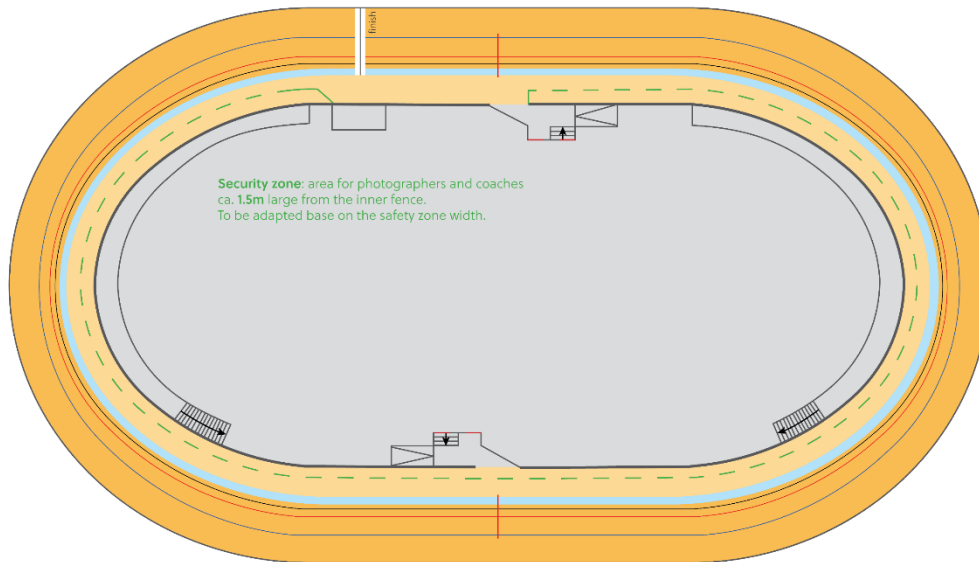 finish
Security zone: area for photographers and coaches
ca. 1.5m large from the inner fence.
To be adapted base on the safety zone width.